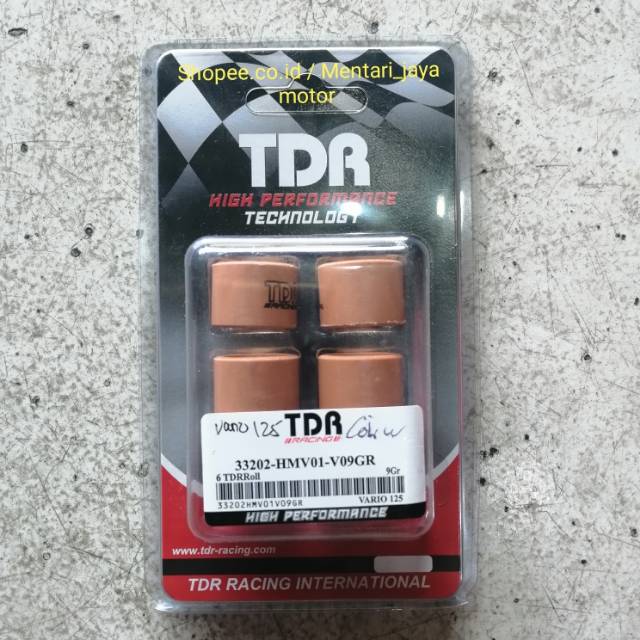 Shopee.co.id / Mentari_jaya
motor
TDR
HIGH PERFORMANCE
TECHNOLOGY
TDR
RACING
Vario 125
TDR
RACING
33202-HMV01-V09GR
6 TDRRoll
9Gr
33202HMV01V09GR
VARIO 125
HIGH PERFORMANCE
www.tdr-racing.com
TDR RACING INTERNATIONAL